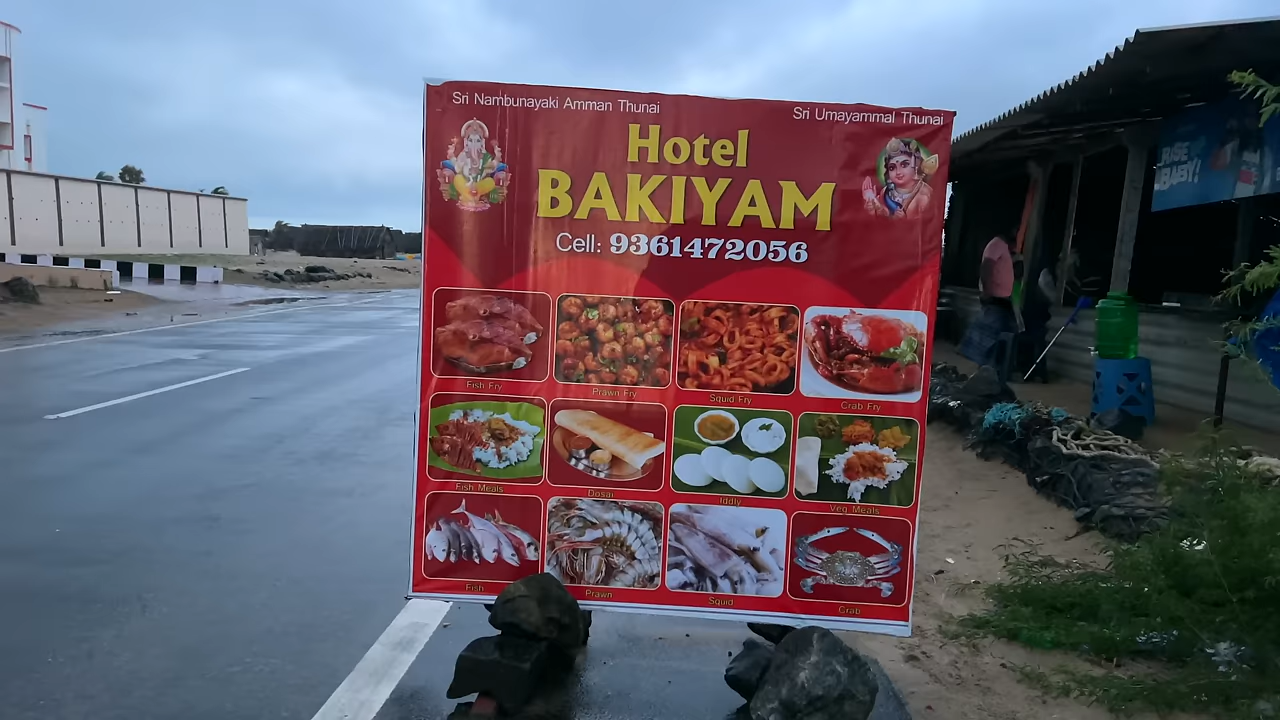 Sri Nambunayaki Amman Thunai
Sri Umayammal Thunai
Hotel
BAKIYAM
Cell: 9361472056
Fish Fry
Prawn Fry
Squid Fry
Crab Fry
Fish Meals
Dosai
Iddly
Veg Meals
Fish
Prawn
Squid
Crab
RISE
BABY!